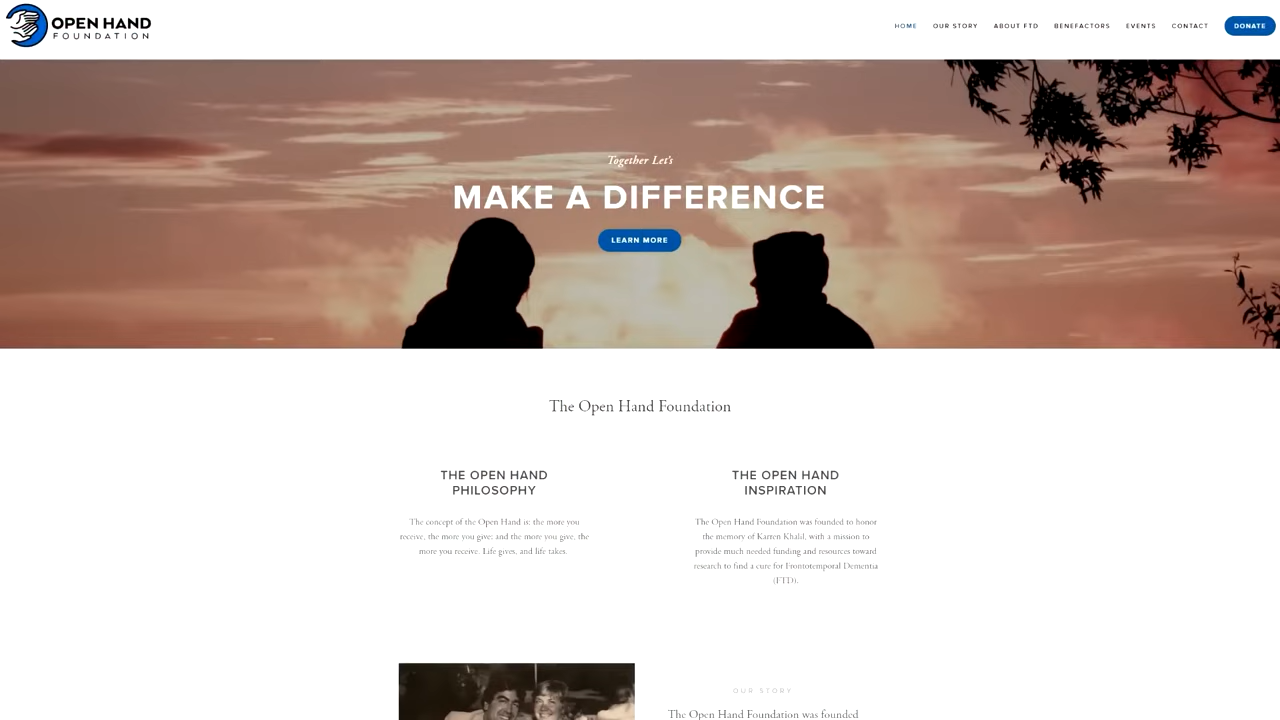 OPEN HAND
FOUNDATION
HOME OUR STORY ABOUT FTD BENEFACTORS EVENTS CONTACT DONATE
Together Let's
MAKE A DIFFERENCE
LEARN MORE
The Open Hand Foundation
THE OPEN HAND
PHILOSOPHY
The concept of the Open Hand is: the more you
receive, the more you give; and the more you give, the
more you receive. Life gives, and life takes.
THE OPEN HAND
INSPIRATION
The Open Hand Foundation was founded to honor
the memory of Karren Khalil, with a mission to
provide much needed funding and resources toward
research to find a cure for Frontotemporal Dementia
(FTD).
OUR STORY
The Open Hand Foundation was founded